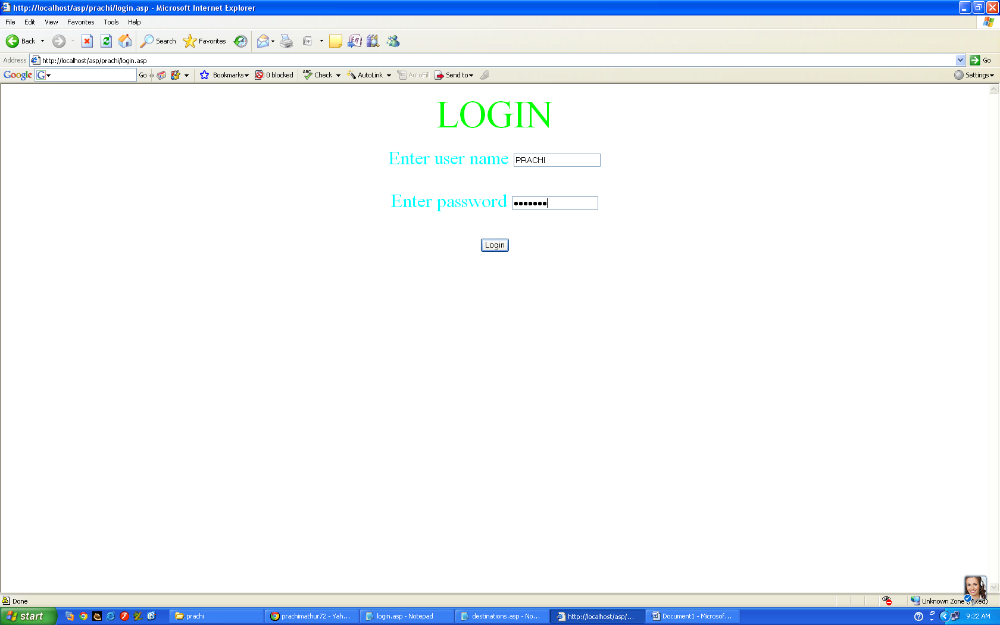 http://localhost/asp/prachi/login.asp - Microsoft Internet Explorer
File Edit View Favorites Tools Help
Back Search Favorites
Address http://localhost/asp/prachi/login.asp Go
Google G Go Bookmarks 0 blocked ABC Check AutoLink AutoFill Send to Settings
LOGIN
Enter user name PRACHI
Enter password •••••••
Login
Done Unknown Zone
start prachi prachimathur72 - Yah... login.asp - Notepad destinations.asp - No... http://localhost/asp/... Document1 - Microsof... 9:22 AM